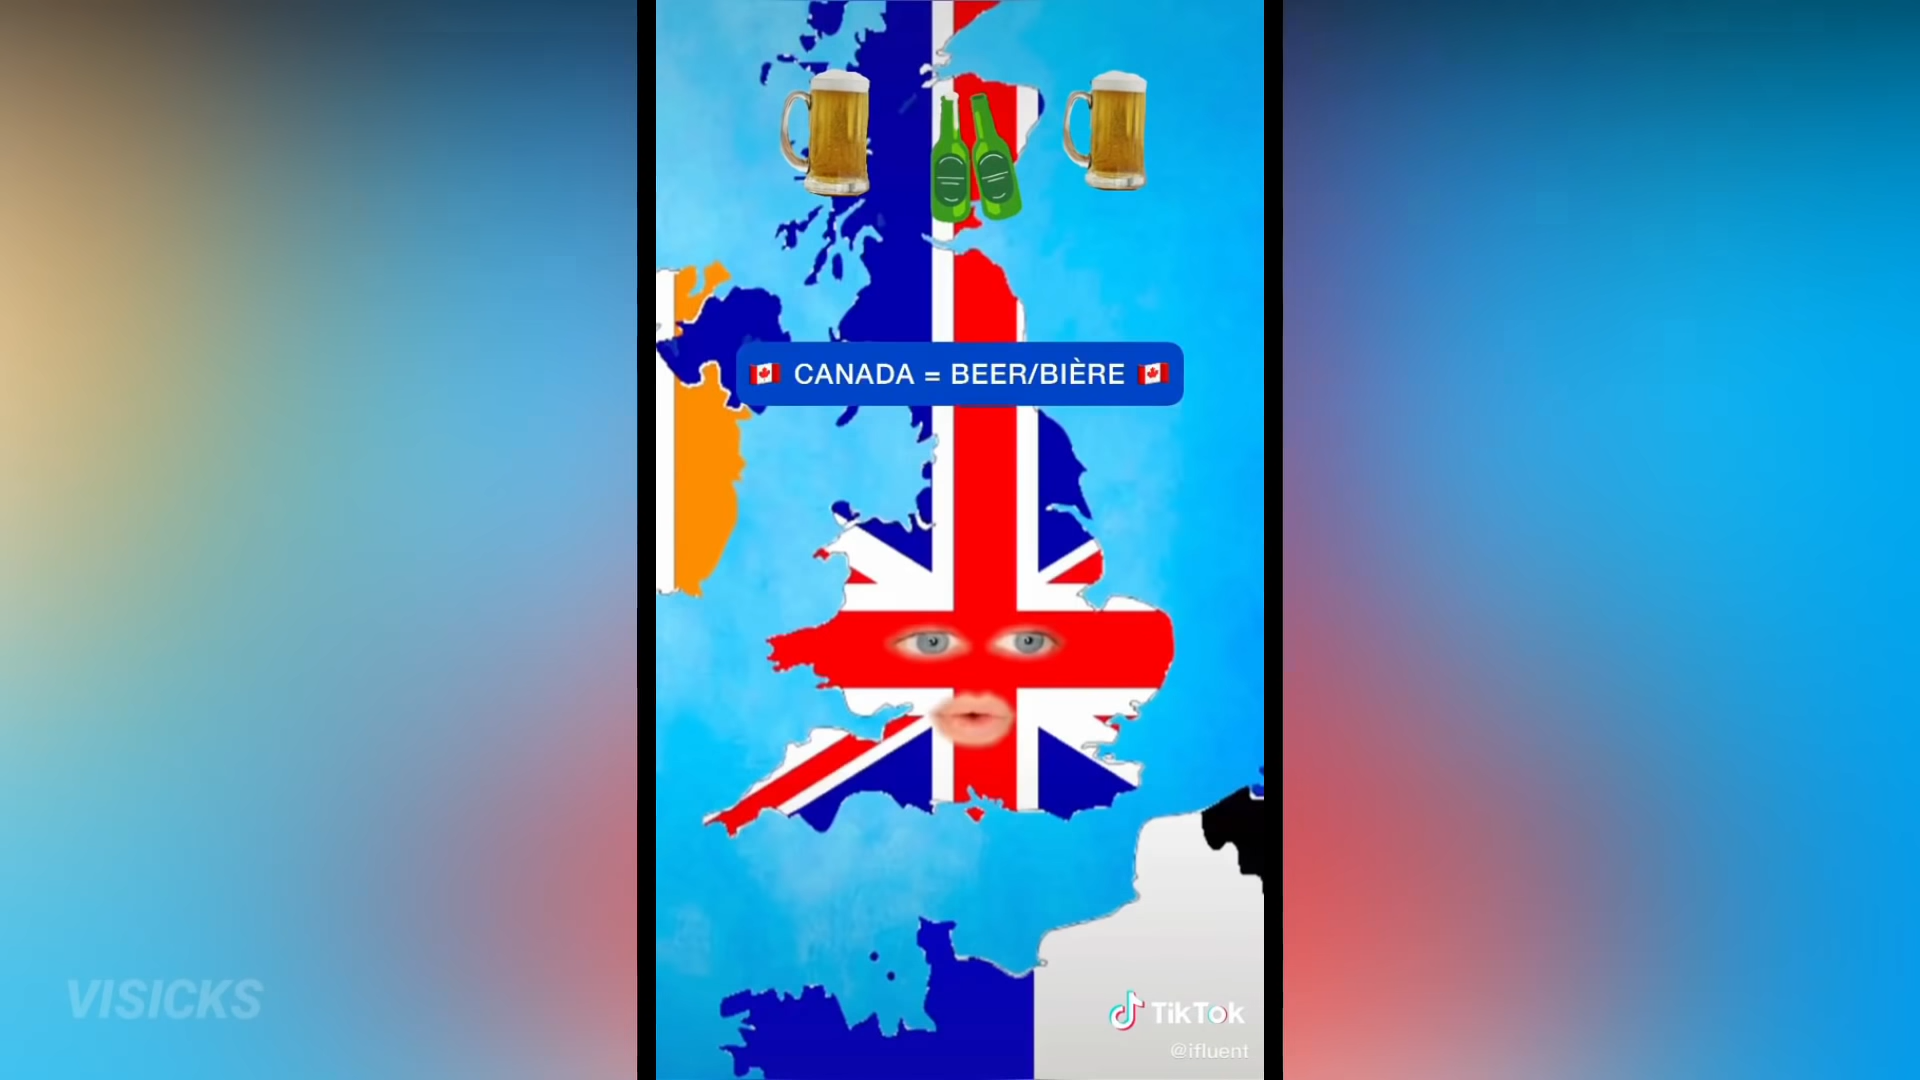 🇨🇦 CANADA = BEER/BIÈRE 🇨🇦
VISICKS
TikTok
@ifluent